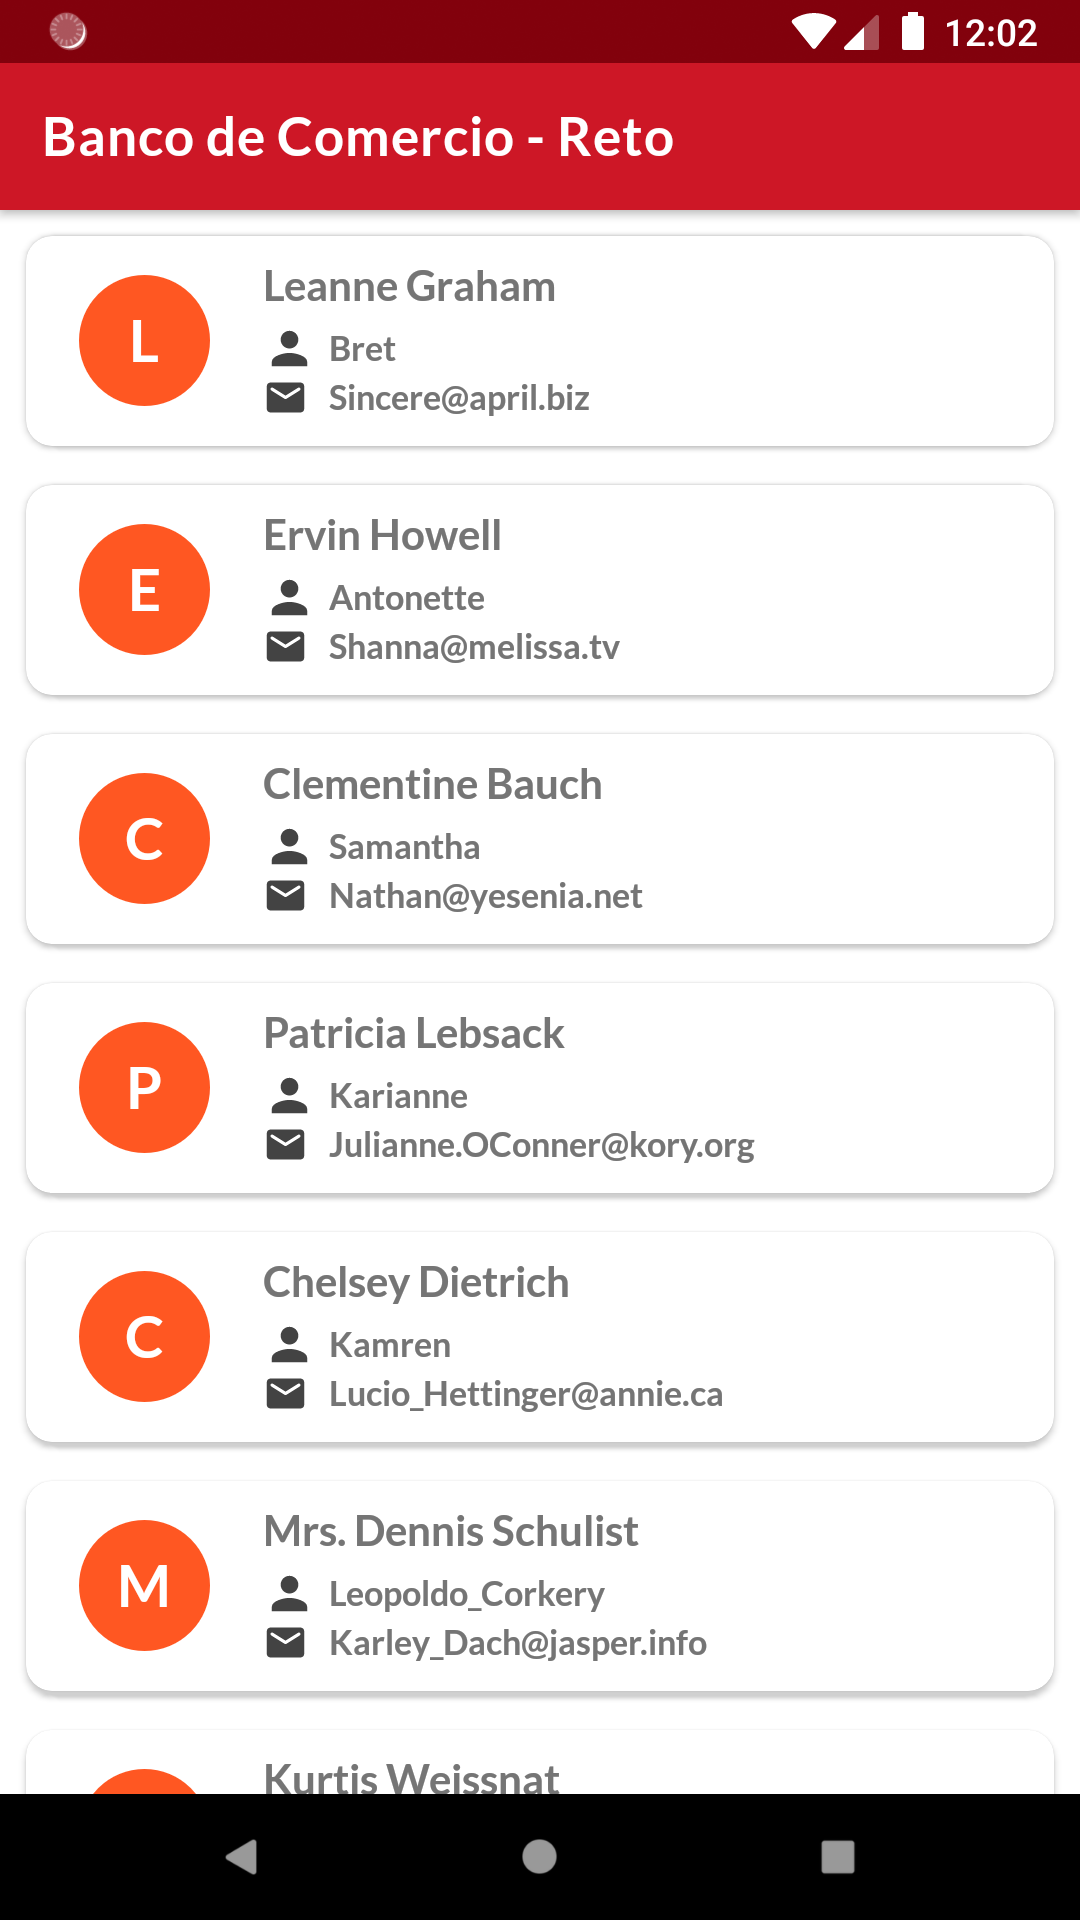 12:02
Banco de Comercio - Reto
Leanne Graham
L
Bret
Sincere@april.biz
Ervin Howell
E
Antonette
Shanna@melissa.tv
Clementine Bauch
C
Samantha
Nathan@yesenia.net
Patricia Lebsack
P
Karianne
Julianne.OConner@kory.org
Chelsey Dietrich
C
Kamren
Lucio_Hettinger@annie.ca
Mrs. Dennis Schulist
M
Leopoldo_Corkery
Karley_Dach@jasper.info
Kurtis Weissnat